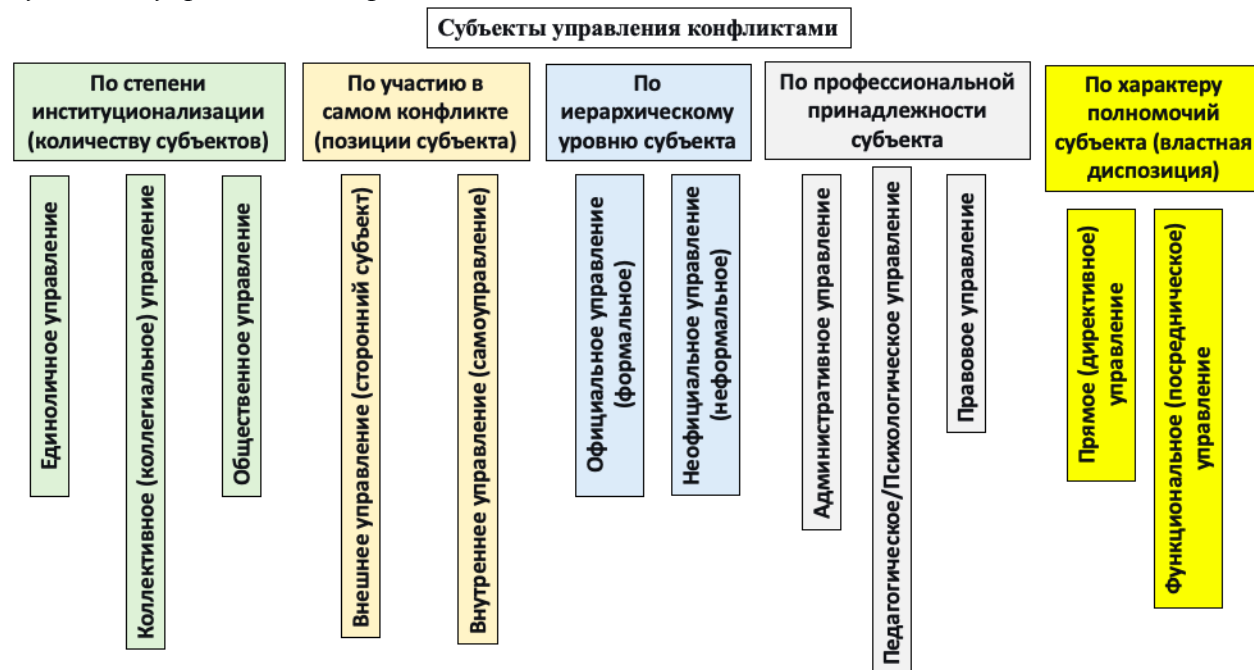 Субъекты управления конфликтами
По степени
институционализации
(количеству субъектов)
Единоличное управление
Коллективное (коллегиальное) управление
Общественное управление
По участию в
самом конфликте
(позиции субъекта)
Внешнее управление (сторонний субъект)
Внутреннее управление (самоуправление)
По
иерархическому
уровню субъекта
Официальное управление
(формальное)
Неофициальное управление
(неформальное)
По профессиональной
принадлежности
субъекта
Административное управление
Педагогическое/Психологическое управление
Правовое управление
По характеру
полномочий
субъекта (властная
диспозиция)
Прямое (директивное)
управление
Функциональное (посредническое)
управление